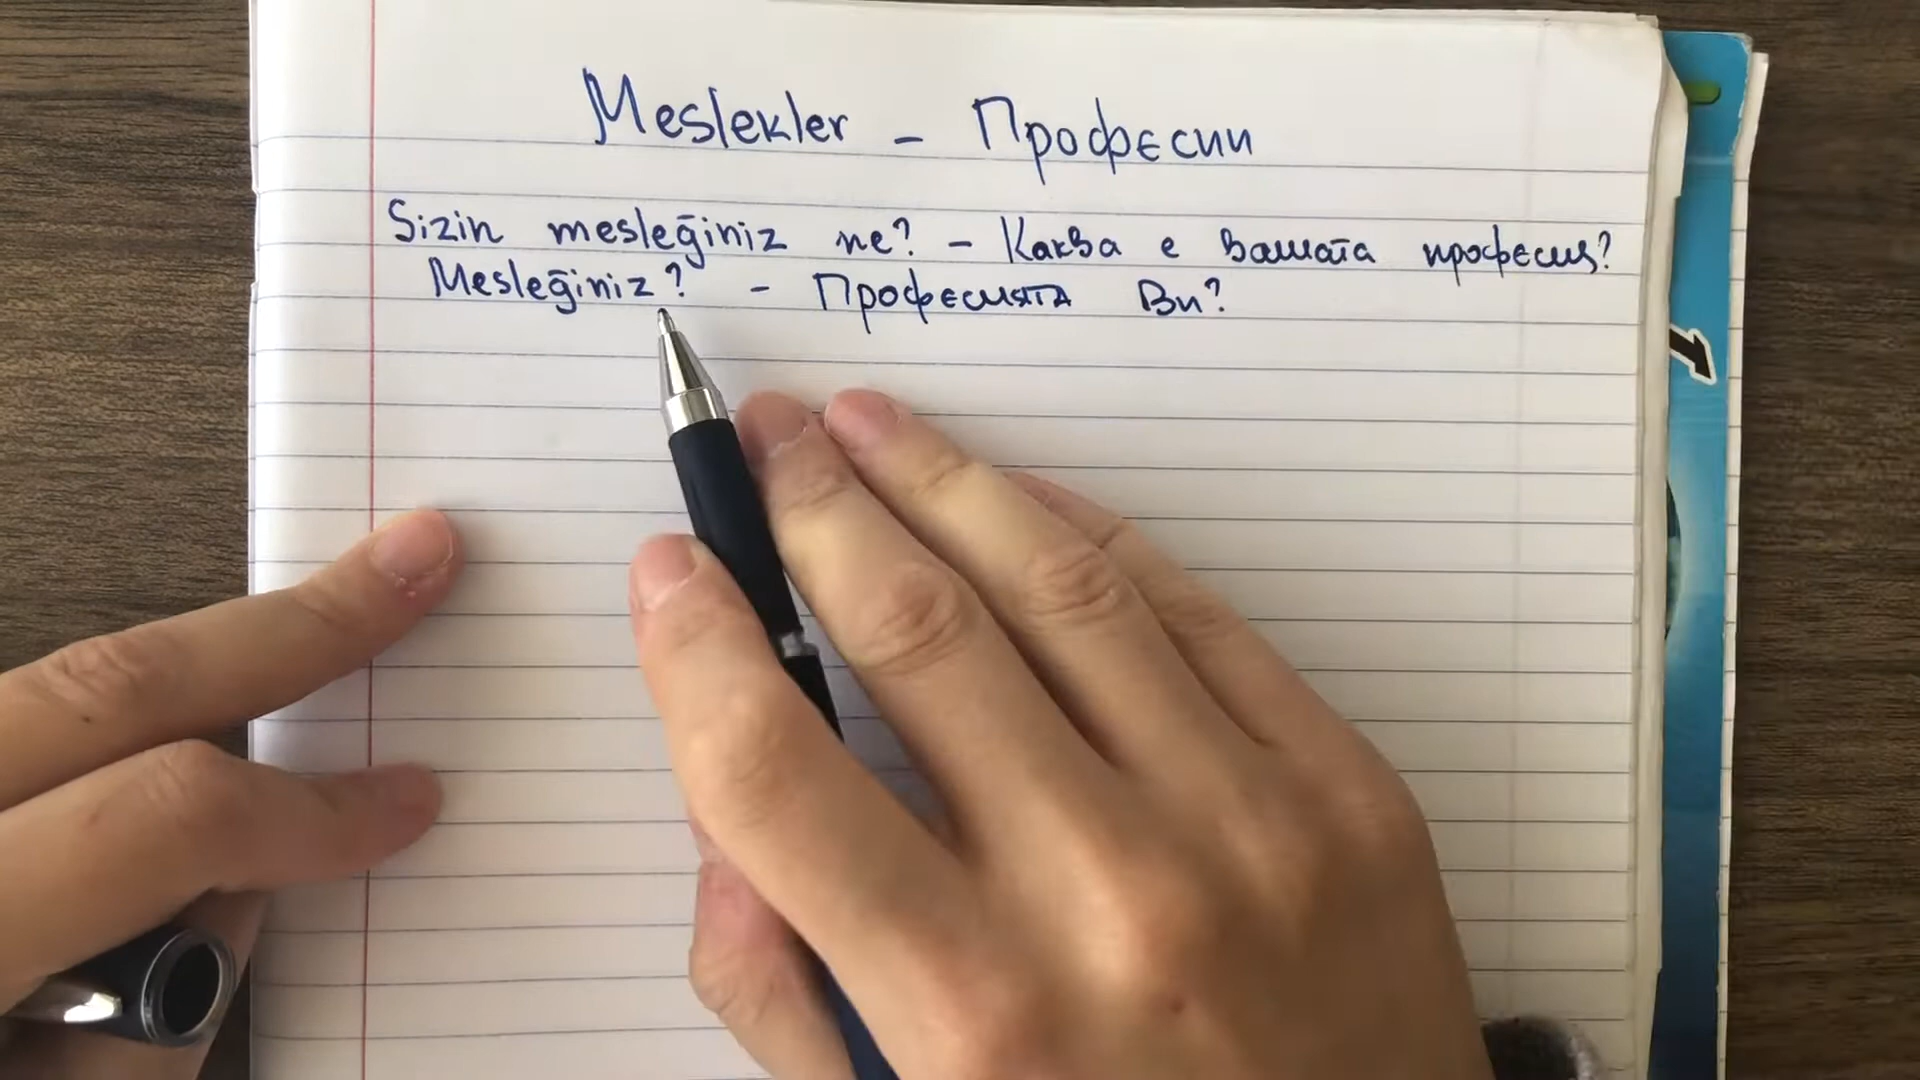 Meslekler - Професии
Sizin mesleğiniz ne? - Каква е вашата професия?
Mesleğiniz? - Професията Ви?